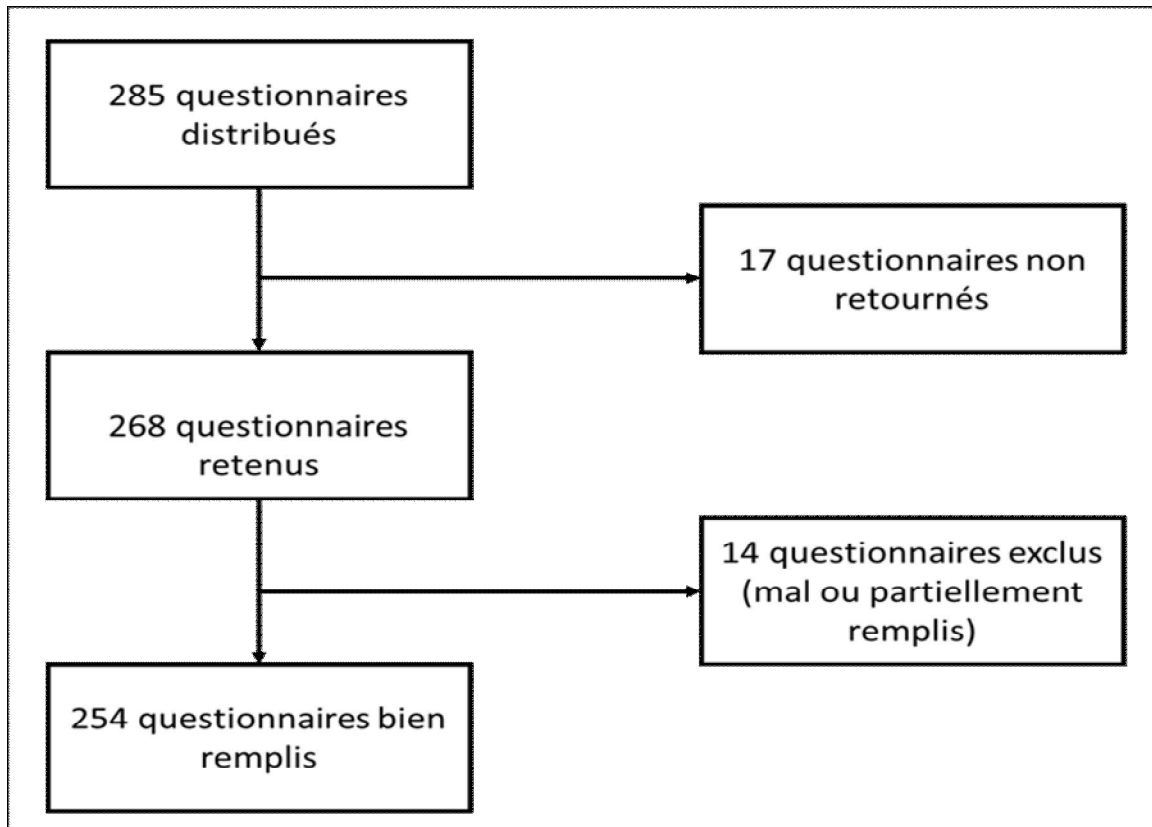 285 questionnaires
distribués
17 questionnaires non
retournés
268 questionnaires
retenus
14 questionnaires exclus
(mal ou partiellement
remplis)
254 questionnaires bien
remplis